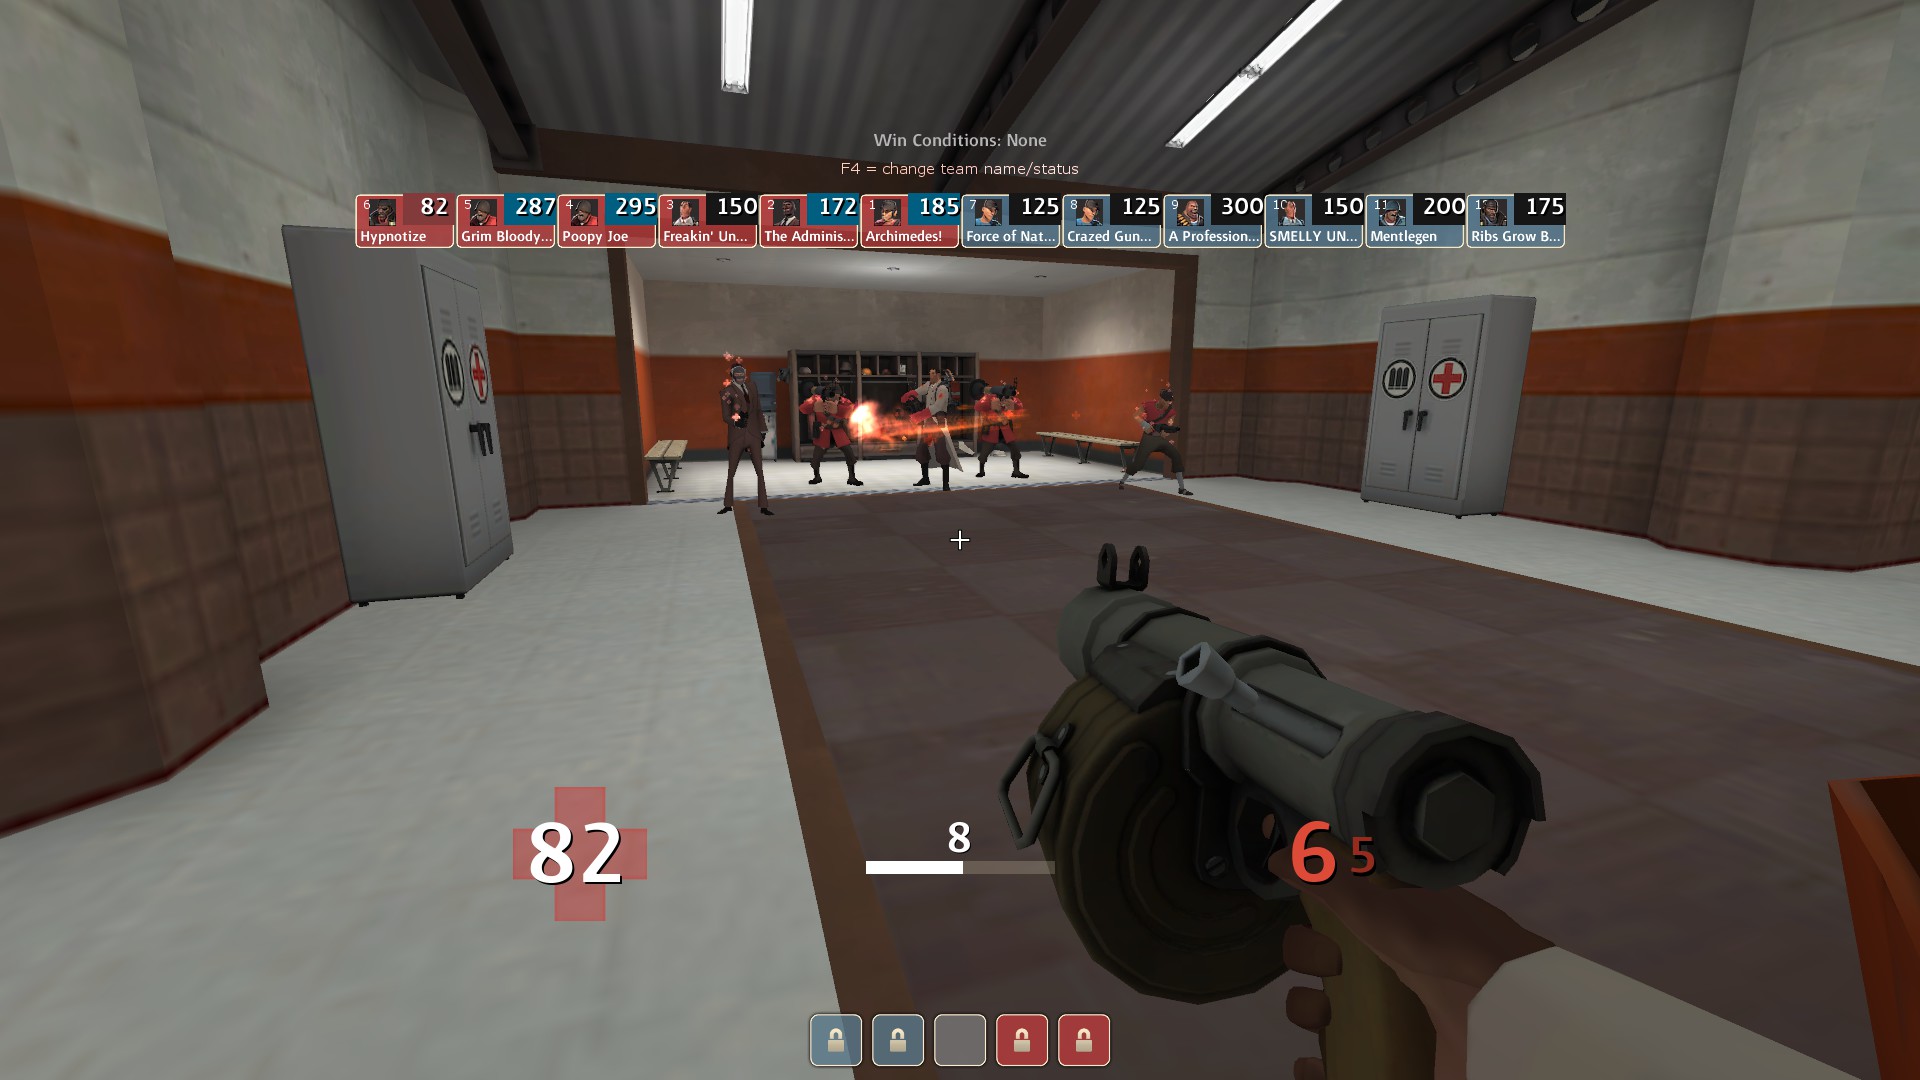 Win Conditions: None
F4 = change team name/status
6 82 5 287 4 295 3 150 2 172 1 185 7 125 8 125 9 300 10 150 11 200 175
Hypnotize Grim Bloody... Poopy Joe Freakin' Un... The Adminis... Archimedes! Force of Nat... Crazed Gun... A Profession... SMELLY UN... Mentlegen Ribs Grow B...
8
82 6 5